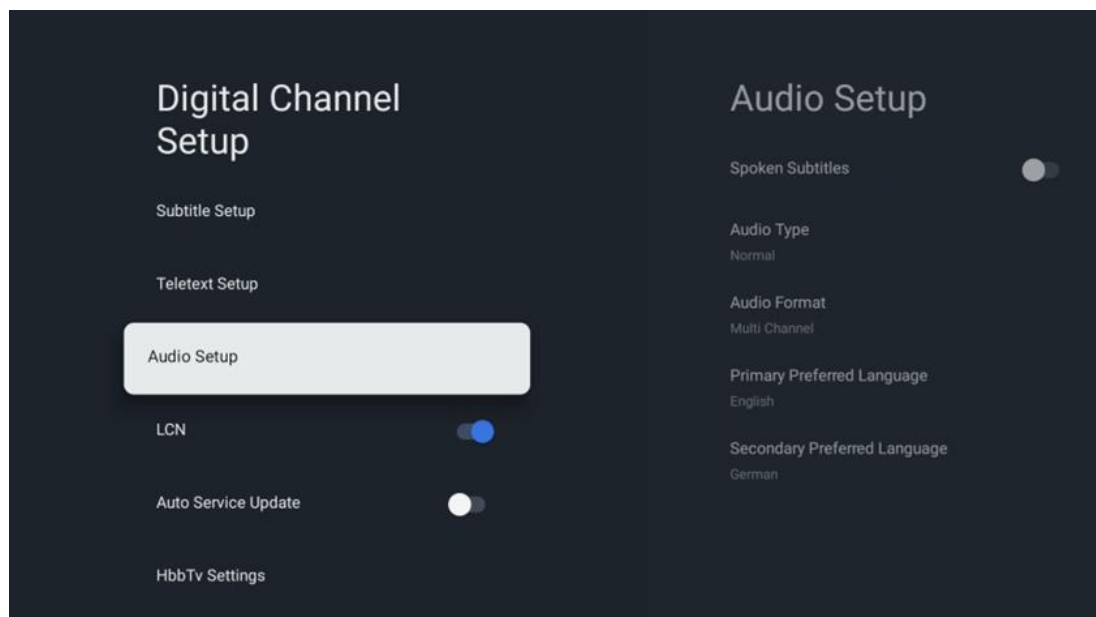 Digital Channel
Setup
Subtitle Setup
Teletext Setup
Audio Setup
LCN
Auto Service Update
HbbTv Settings
Audio Setup
Spoken Subtitles
Audio Type
Normal
Audio Format
Multi Channel
Primary Preferred Language
English
Secondary Preferred Language
German